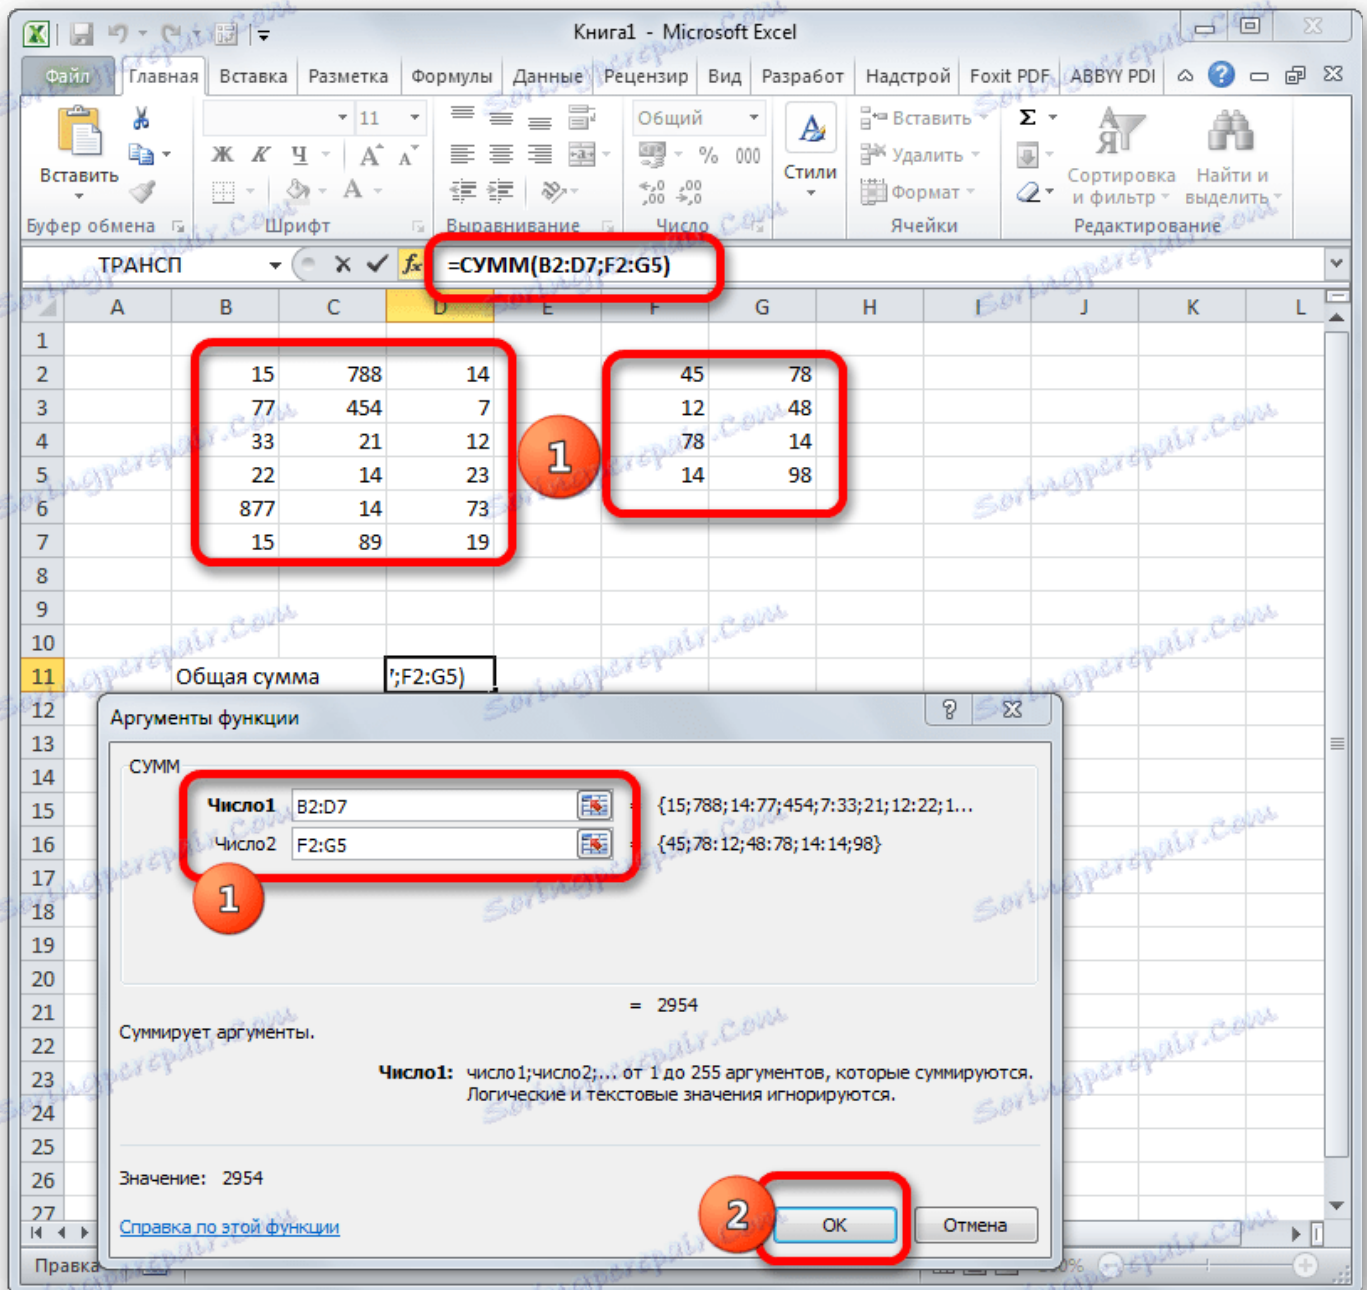 Книга1 - Microsoft Excel
Файл Главная Вставка Разметка Формулы Данные Рецензир Вид Разработ Надстрой Foxit PDF ABBYY PDI
11 Общий Σ
Вставить Ж К Ч А А А % 000 Стили Вставить Удалить Формат Сортировка и фильтр Найти и выделить
Буфер обмена Шрифт Выравнивание Число Ячейки Редактирование
ТРАНСП fx =СУММ(B2:D7;F2:G5)
A B C D E F G H I J K L
1
2 15 788 14 45 78
3 77 454 7 12 48
4 33 21 12 78 14
5 22 14 23 14 98
6 877 14 73
7 15 89 19
1
8
9
10
11 Общая сумма ';F2:G5)
12
13
14
15
16
17
18
19
20
21
22
23
24
25
26
27
Аргументы функции
СУММ
Число1 B2:D7 = {15;788;14:77;454;7:33;21;12:22;1...
Число2 F2:G5 = {45;78:12;48:78;14:14;98}
1
= 2954
Суммирует аргументы.
Число1: число1;число2;... от 1 до 255 аргументов, которые суммируются.
Логические и текстовые значения игнорируются.
Значение: 2954
Справка по этой функции
2
ОК Отмена
Правка
Soringpcrepair.Com